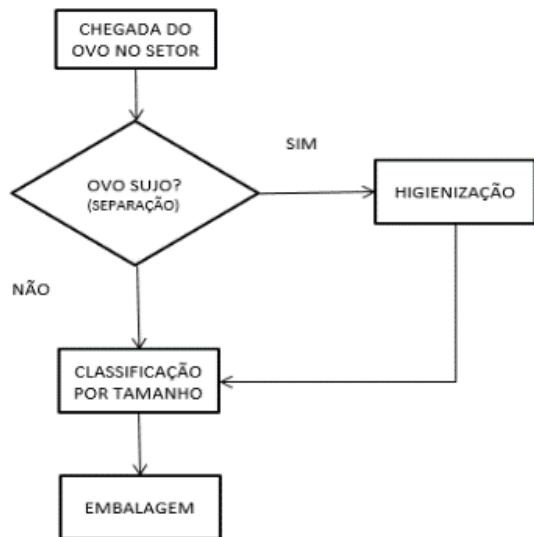 CHEGADA DO
OVO NO SETOR
SIM
OVO SUJO?
(SEPARAÇÃO)
HIGIENIZAÇÃO
NÃO
CLASSIFICAÇÃO
POR TAMANHO
EMBALAGEM